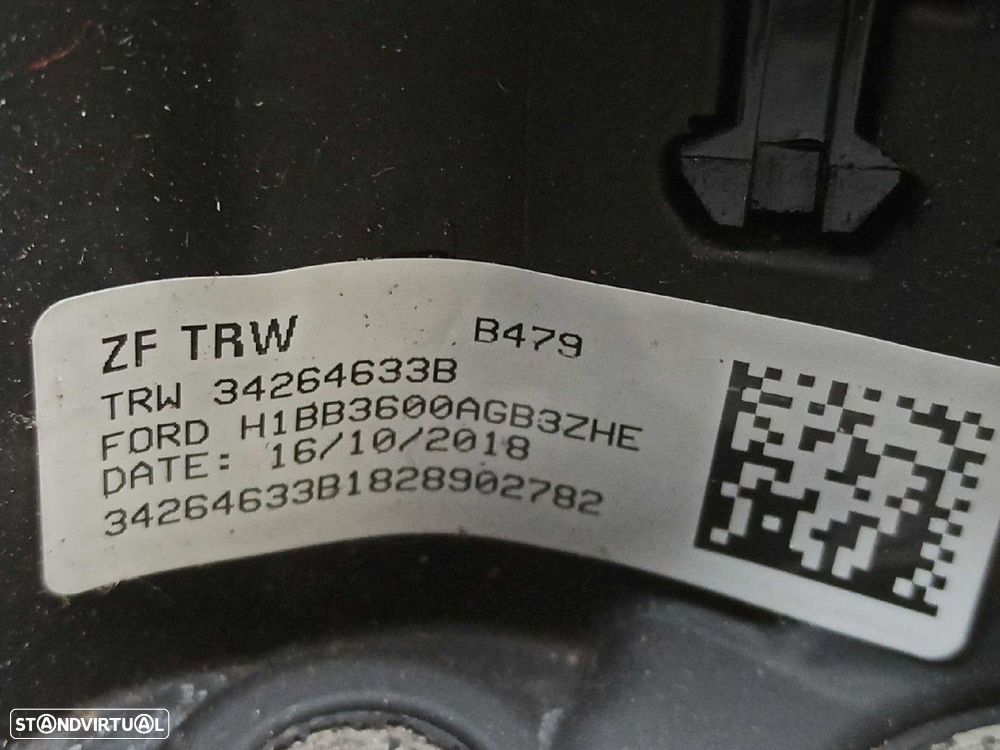 ZF TRW B479
TRW 34264633B
FORD H1BB3600AGB3ZHE
DATE: 16/10/2018
34264633B1828902782
STANDVIRTUAL